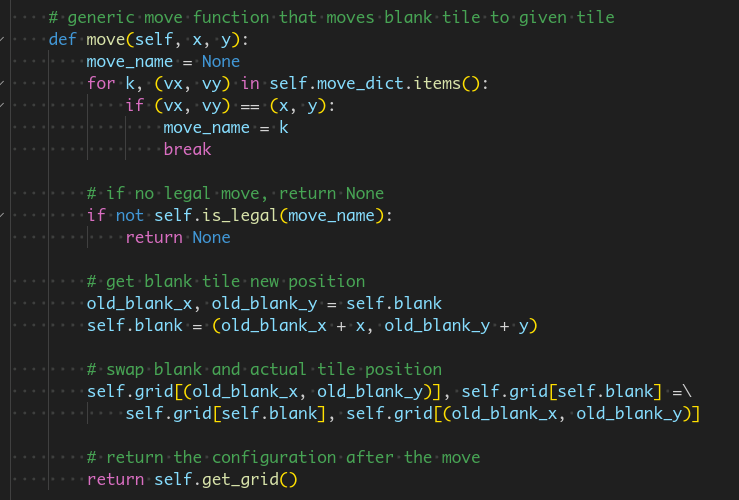 # generic move function that moves blank tile to given tile
def move(self, x, y):
move_name = None
for k, (vx, vy) in self.move_dict.items():
if (vx, vy) == (x, y):
move_name = k
break
# if no legal move, return None
if not self.is_legal(move_name):
return None
# get blank tile new position
old_blank_x, old_blank_y = self.blank
self.blank = (old_blank_x + x, old_blank_y + y)
# swap blank and actual tile position
self.grid[(old_blank_x, old_blank_y)], self.grid[self.blank] =\
self.grid[self.blank], self.grid[(old_blank_x, old_blank_y)]
# return the configuration after the move
return self.get_grid()